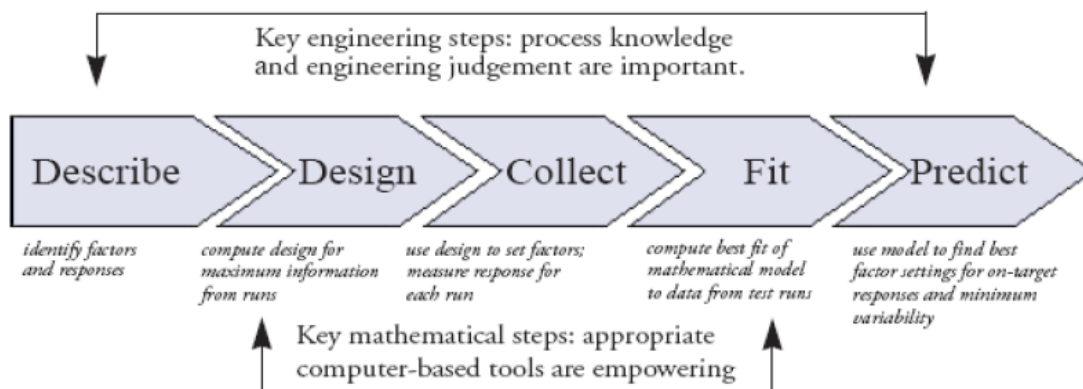 Key engineering steps: process knowledge
and engineering judgement are important.
Describe
Design
Collect
Fit
Predict
identify factors
and responses
compute design for
maximum information
from runs
use design to set factors;
measure response for
each run
compute best fit of
mathematical model
to data from test runs
use model to find best
factor settings for on-target
responses and minimum
variability
Key mathematical steps: appropriate
computer-based tools are empowering